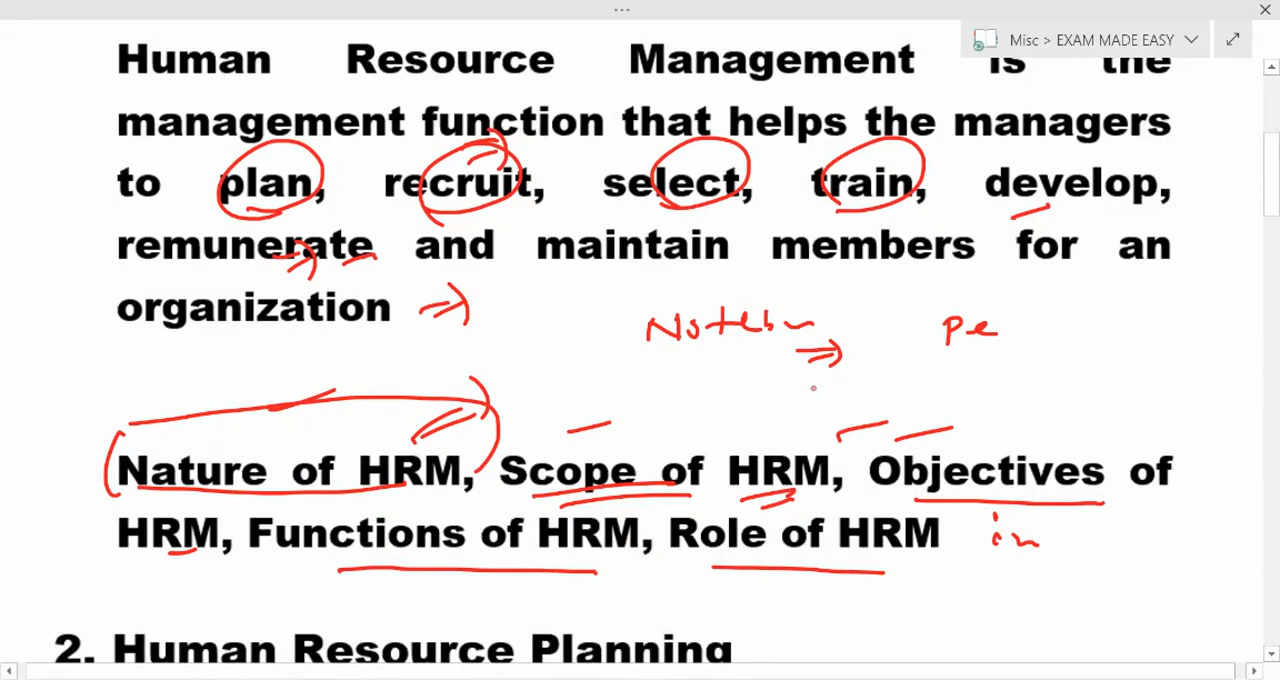 Misc > EXAM MADE EASY
Human Resource Management is the
management function that helps the managers
to plan, recruit, select, train, develop,
remunerate and maintain members for an
organization
Pe
Nature of HRM, Scope of HRM, Objectives of
HRM, Functions of HRM, Role of HRM in
2. Human Resource Planning